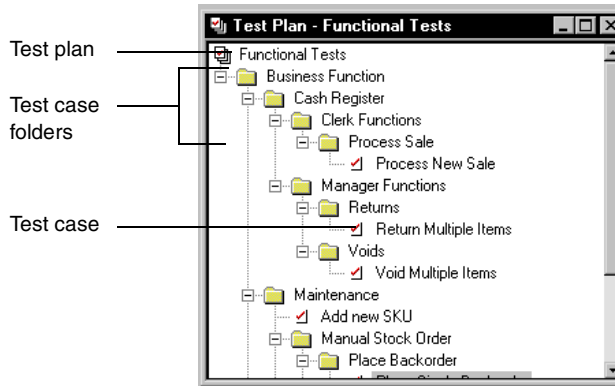 Test Plan - Functional Tests
Test plan
Functional Tests
Business Function
Test case
folders
Cash Register
Clerk Functions
Process Sale
Process New Sale
Manager Functions
Returns
Test case
Return Multiple Items
Voids
Void Multiple Items
Maintenance
Add new SKU
Manual Stock Order
Place Backorder